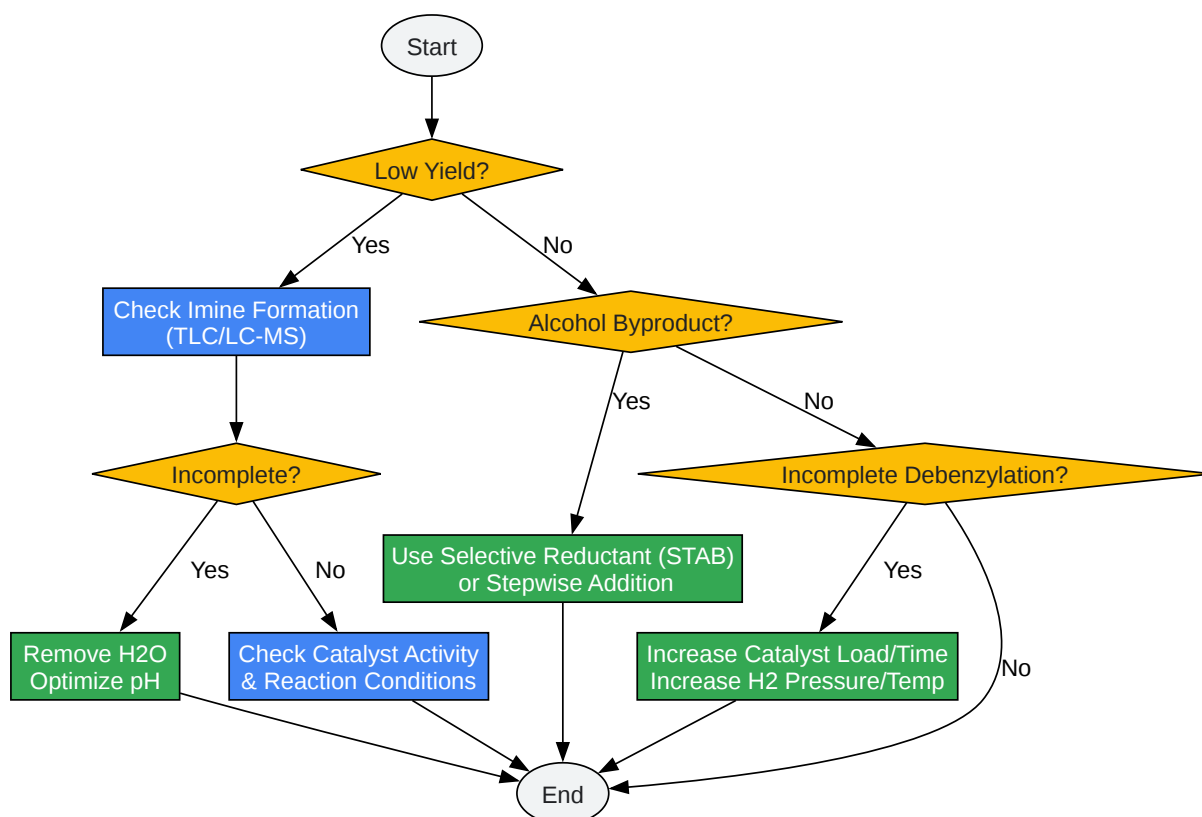 Start
Low Yield?
Yes
No
Check Imine Formation
(TLC/LC-MS)
Alcohol Byproduct?
Yes
No
Incomplete?
Incomplete Debenzylation?
Yes
No
Use Selective Reductant (STAB)
or Stepwise Addition
Yes
No
Remove H2O
Optimize pH
Check Catalyst Activity
& Reaction Conditions
Increase Catalyst Load/Time
Increase H2 Pressure/Temp
End